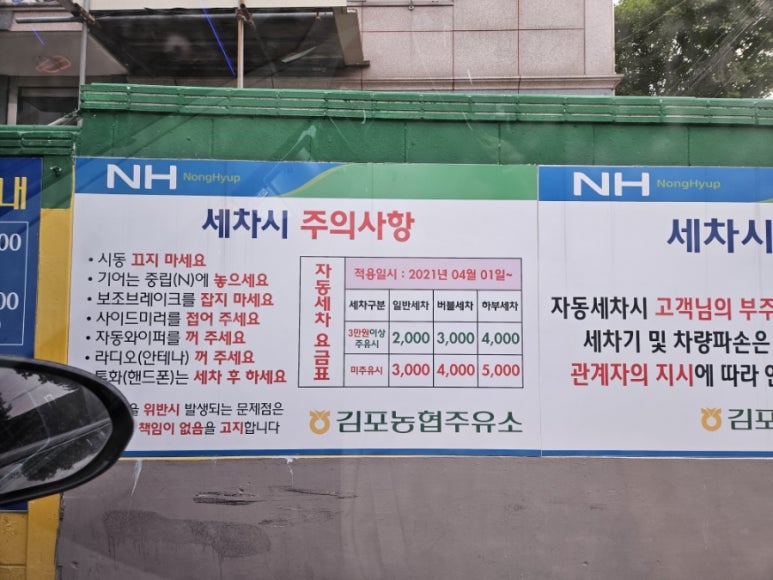 내
00
00
NH NongHyup
세차시 주의사항
• 시동 끄지 마세요
• 기어는 중립(N)에 놓으세요
• 보조브레이크를 잡지 마세요
• 사이드미러를 접어 주세요
• 자동와이퍼를 꺼 주세요
• 라디오(안테나) 꺼 주세요
통화(핸드폰)는 세차 후 하세요
을 위반시 발생되는 문제점은
책임이 없음을 고지합니다
자동세차 요금표
적용일시 : 2021년 04월 01일~
세차구분 일반세차 버블세차 하부세차
3만원이상 주유시 2,000 3,000 4,000
미주유시 3,000 4,000 5,000
김포농협주유소
NH NongHyup
세차시
자동세차시 고객님의 부주
세차기 및 차량파손은
관계자의 지시에 따라 안
김포